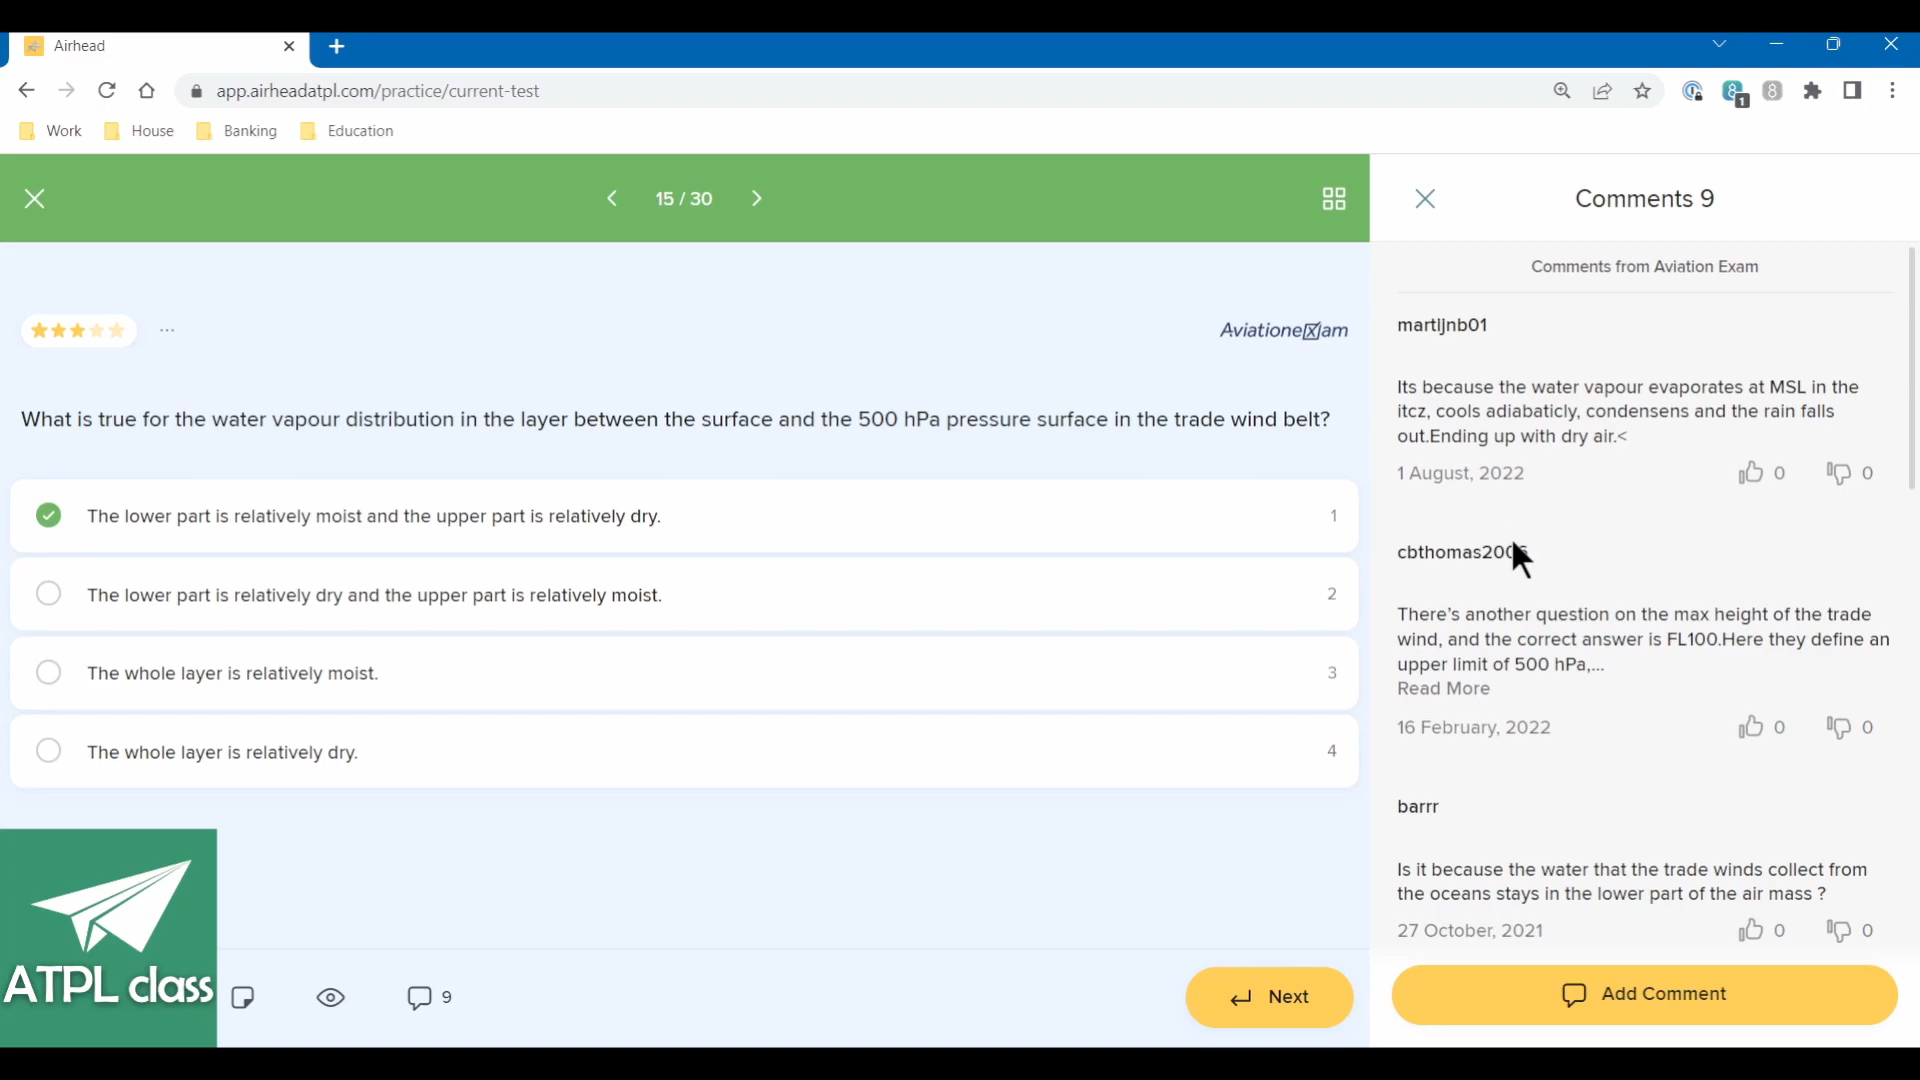 Airhead
app.airheadatpl.com/practice/current-test
1
Work House Banking Education
15 / 30
Comments 9
Comments from Aviation Exam
AviationeXam
What is true for the water vapour distribution in the layer between the surface and the 500 hPa pressure surface in the trade wind belt?
The lower part is relatively moist and the upper part is relatively dry. 1
The lower part is relatively dry and the upper part is relatively moist. 2
The whole layer is relatively moist. 3
The whole layer is relatively dry. 4
ATPL class
9
Next
martijnb01
Its because the water vapour evaporates at MSL in the
itcz, cools adiabaticly, condensens and the rain falls
out.Ending up with dry air.<
1 August, 2022 0 0
There's another question on the max height of the trade
wind, and the correct answer is FL100.Here they define an
upper limit of 500 hPa,...
Read More
16 February, 2022 0 0
barrr
Is it because the water that the trade winds collect from
the oceans stays in the lower part of the air mass ?
27 October, 2021 0 0
Add Comment